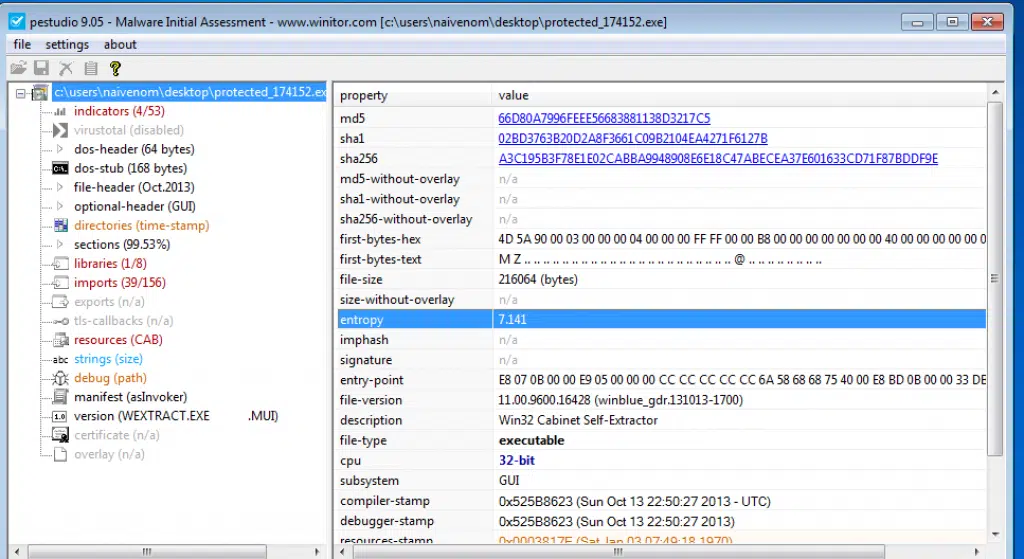 pestudio 9.05 - Malware Initial Assessment - www.winitor.com [c:\users\naivenom\desktop\protected_174152.exe]
file settings about
c:\users\naivenom\desktop\protected_174152.ex
indicators (4/53)
virustotal (disabled)
dos-header (64 bytes)
dos-stub (168 bytes)
file-header (Oct.2013)
optional-header (GUI)
directories (time-stamp)
sections (99.53%)
libraries (1/8)
imports (39/156)
exports (n/a)
tls-callbacks (n/a)
resources (CAB)
abc strings (size)
debug (path)
manifest (asInvoker)
1.0 version (WEXTRACT.EXE .MUI)
certificate (n/a)
overlay (n/a)
property value
md5 66D80A7996FEEE56683881138D3217C5
sha1 02BD3763B20D2A8F3661C09B2104EA4271F6127B
sha256 A3C195B3F78E1E02CABBA9948908E6E18C47ABECEA37E601633CD71F87BDDF9E
md5-without-overlay n/a
sha1-without-overlay n/a
sha256-without-overlay n/a
first-bytes-hex 4D 5A 90 00 03 00 00 00 04 00 00 00 FF FF 00 00 B8 00 00 00 00 00 00 00 40 00 00 00 00 00 0
first-bytes-text M Z .. .. .. .. .. .. .. .. .. .. .. .. .. .. .. .. .. .. .. .. .. .. @ .. .. .. .. .. .. ..
file-size 216064 (bytes)
size-without-overlay n/a
entropy 7.141
imphash n/a
signature n/a
entry-point E8 07 0B 00 00 E9 05 00 00 00 CC CC CC CC CC 6A 58 68 68 75 40 00 E8 BD 0B 00 00 33 DE
file-version 11.00.9600.16428 (winblue_gdr.131013-1700)
description Win32 Cabinet Self-Extractor
file-type executable
cpu 32-bit
subsystem GUI
compiler-stamp 0x525B8623 (Sun Oct 13 22:50:27 2013 - UTC)
debugger-stamp 0x525B8623 (Sun Oct 13 22:50:27 2013)
resources-stamp 0x0003817E (Sat Jan 03 07:49:18 1970)